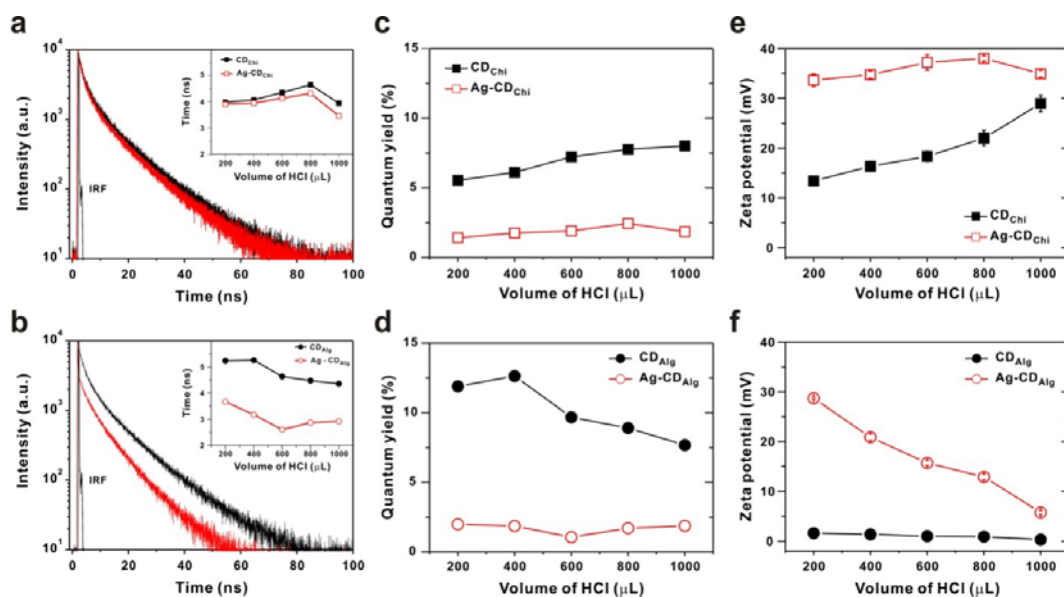 a
Intensity (a.u.)
10^4
10^3
10^2
10^1
IRF
0 20 40 60 80 100
Time (ns)
CD_Chi
Ag-CD_Chi
Time (ns)
5
4
3
2
200 400 600 800 1000
Volume of HCl (µL)
c
Quantum yield (%)
15
10
5
0
CD_Chi
Ag-CD_Chi
200 400 600 800 1000
Volume of HCl (µL)
e
Zeta potential (mV)
40
30
20
10
0
CD_Chi
Ag-CD_Chi
200 400 600 800 1000
Volume of HCl (µL)
b
Intensity (a.u.)
10^4
10^3
10^2
10^1
IRF
0 20 40 60 80 100
Time (ns)
CD_Alg
Ag - CD_Alg
Time (ns)
5
4
3
2
200 400 600 800 1000
Volume of HCl (µL)
d
Quantum yield (%)
15
10
5
0
CD_Alg
Ag-CD_Alg
200 400 600 800 1000
Volume of HCl (µL)
f
Zeta potential (mV)
40
30
20
10
0
CD_Alg
Ag-CD_Alg
200 400 600 800 1000
Volume of HCl (µL)